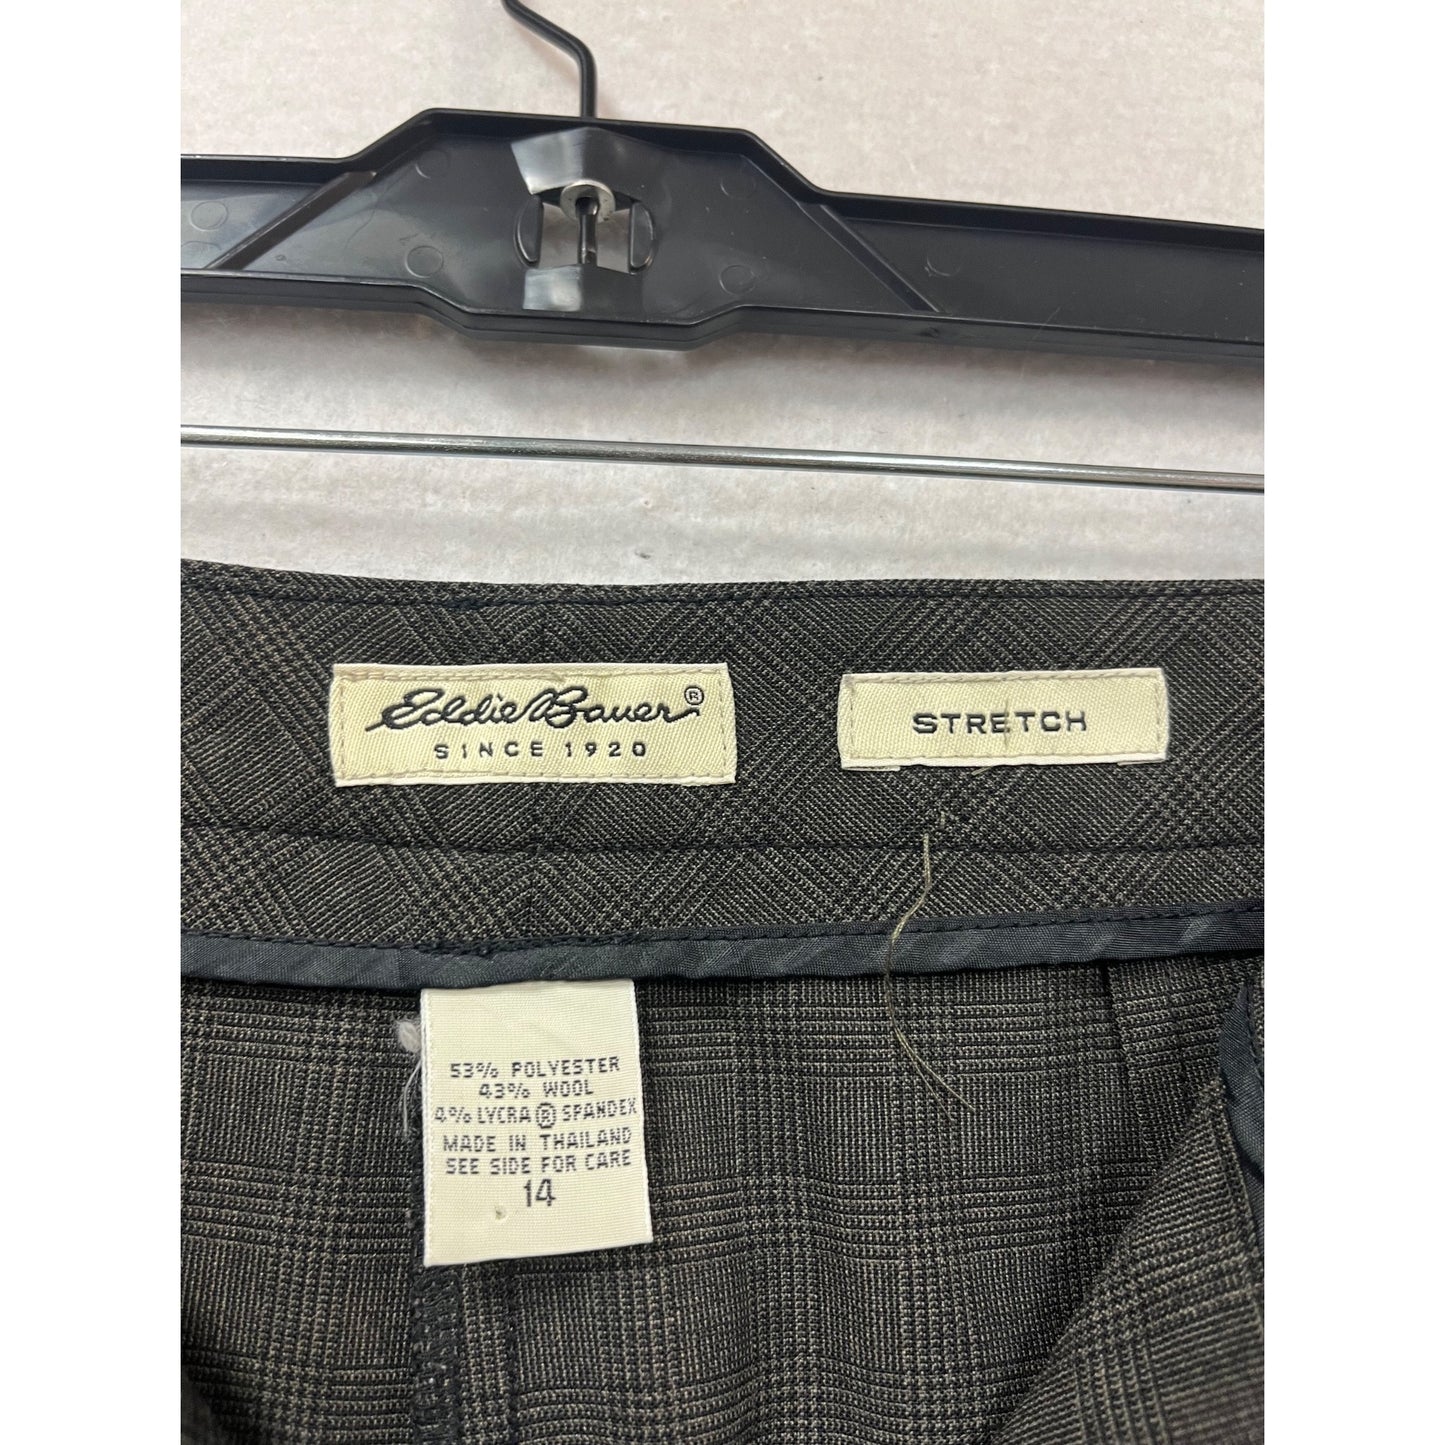 Eddie Bauer®
SINCE 1920
STRETCH
53% POLYESTER
43% WOOL
4% LYCRA® SPANDEX
MADE IN THAILAND
SEE SIDE FOR CARE
14